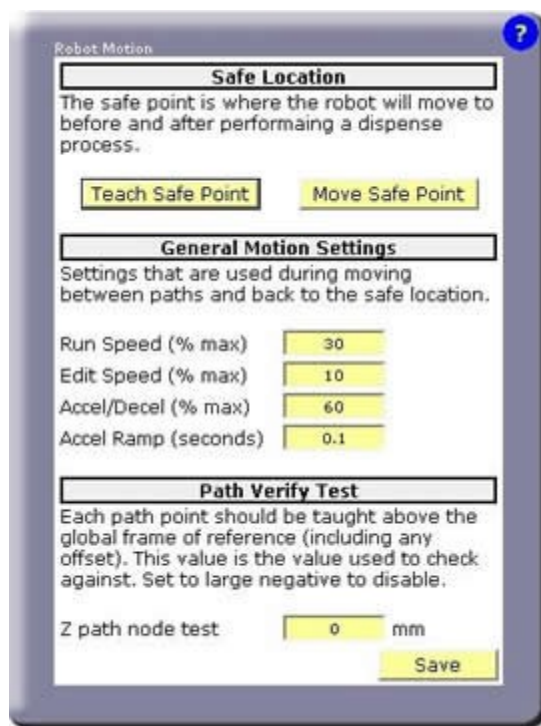 ?
Robot Motion
Safe Location
The safe point is where the robot will move to
before and after performaing a dispense
process.
Teach Safe Point
Move Safe Point
General Motion Settings
Settings that are used during moving
between paths and back to the safe location.
Run Speed (% max) 30
Edit Speed (% max) 10
Accel/Decel (% max) 60
Accel Ramp (seconds) 0.1
Path Verify Test
Each path point should be taught above the
global frame of reference (including any
offset). This value is the value used to check
against. Set to large negative to disable.
Z path node test 0 mm
Save